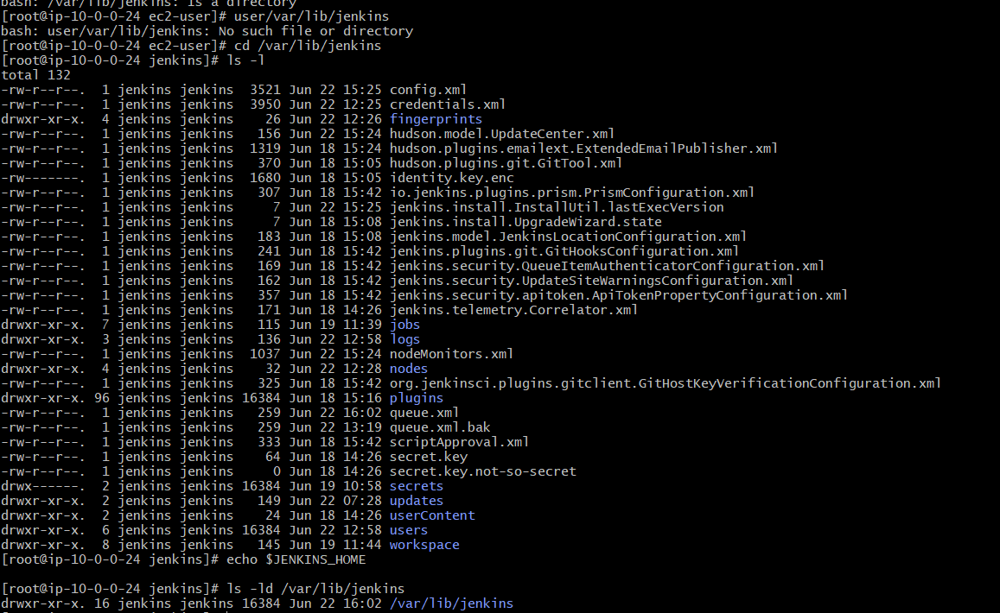 bash: /var/lib/jenkins: Is a directory
[root@ip-10-0-0-24 ec2-user]# user/var/lib/jenkins
bash: user/var/lib/jenkins: No such file or directory
[root@ip-10-0-0-24 ec2-user]# cd /var/lib/jenkins
[root@ip-10-0-0-24 jenkins]# ls -l
total 132
-rw-r--r--.  1 jenkins jenkins  3521 Jun 22 15:25 config.xml
-rw-r--r--.  1 jenkins jenkins  3950 Jun 22 12:25 credentials.xml
drwxr-xr-x.  4 jenkins jenkins    26 Jun 22 12:26 fingerprints
-rw-r--r--.  1 jenkins jenkins   156 Jun 22 15:24 hudson.model.UpdateCenter.xml
-rw-r--r--.  1 jenkins jenkins  1319 Jun 18 15:24 hudson.plugins.emailext.ExtendedEmailPublisher.xml
-rw-r--r--.  1 jenkins jenkins   370 Jun 18 15:05 hudson.plugins.git.GitTool.xml
-rw-------.  1 jenkins jenkins  1680 Jun 18 15:05 identity.key.enc
-rw-r--r--.  1 jenkins jenkins   307 Jun 18 15:42 io.jenkins.plugins.prism.PrismConfiguration.xml
-rw-r--r--.  1 jenkins jenkins     7 Jun 22 15:25 jenkins.install.InstallUtil.lastExecVersion
-rw-r--r--.  1 jenkins jenkins     7 Jun 18 15:08 jenkins.install.UpgradeWizard.state
-rw-r--r--.  1 jenkins jenkins   183 Jun 18 15:08 jenkins.model.JenkinsLocationConfiguration.xml
-rw-r--r--.  1 jenkins jenkins   241 Jun 18 15:42 jenkins.plugins.git.GitHooksConfiguration.xml
-rw-r--r--.  1 jenkins jenkins   169 Jun 18 15:42 jenkins.security.QueueItemAuthenticatorConfiguration.xml
-rw-r--r--.  1 jenkins jenkins   162 Jun 18 15:42 jenkins.security.UpdateSiteWarningsConfiguration.xml
-rw-r--r--.  1 jenkins jenkins   357 Jun 18 15:42 jenkins.security.apitoken.ApiTokenPropertyConfiguration.xml
-rw-r--r--.  1 jenkins jenkins   171 Jun 18 14:26 jenkins.telemetry.Correlator.xml
drwxr-xr-x.  7 jenkins jenkins   115 Jun 19 11:39 jobs
drwxr-xr-x.  3 jenkins jenkins   136 Jun 22 12:58 logs
-rw-r--r--.  1 jenkins jenkins  1037 Jun 22 15:24 nodeMonitors.xml
drwxr-xr-x.  4 jenkins jenkins    32 Jun 22 12:28 nodes
-rw-r--r--.  1 jenkins jenkins   325 Jun 18 15:42 org.jenkinsci.plugins.gitclient.GitHostKeyVerificationConfiguration.xml
drwxr-xr-x. 96 jenkins jenkins 16384 Jun 18 15:16 plugins
-rw-r--r--.  1 jenkins jenkins   259 Jun 22 16:02 queue.xml
-rw-r--r--.  1 jenkins jenkins   259 Jun 22 13:19 queue.xml.bak
-rw-r--r--.  1 jenkins jenkins   333 Jun 18 15:42 scriptApproval.xml
-rw-r--r--.  1 jenkins jenkins    64 Jun 18 14:26 secret.key
-rw-r--r--.  1 jenkins jenkins     0 Jun 18 14:26 secret.key.not-so-secret
drwx------.  2 jenkins jenkins 16384 Jun 19 10:58 secrets
drwxr-xr-x.  2 jenkins jenkins   149 Jun 22 07:28 updates
drwxr-xr-x.  2 jenkins jenkins    24 Jun 18 14:26 userContent
drwxr-xr-x.  6 jenkins jenkins 16384 Jun 22 12:58 users
drwxr-xr-x.  8 jenkins jenkins   145 Jun 19 11:44 workspace
[root@ip-10-0-0-24 jenkins]# echo $JENKINS_HOME
[root@ip-10-0-0-24 jenkins]# ls -ld /var/lib/jenkins
drwxr-xr-x. 16 jenkins jenkins 16384 Jun 22 16:02 /var/lib/jenkins